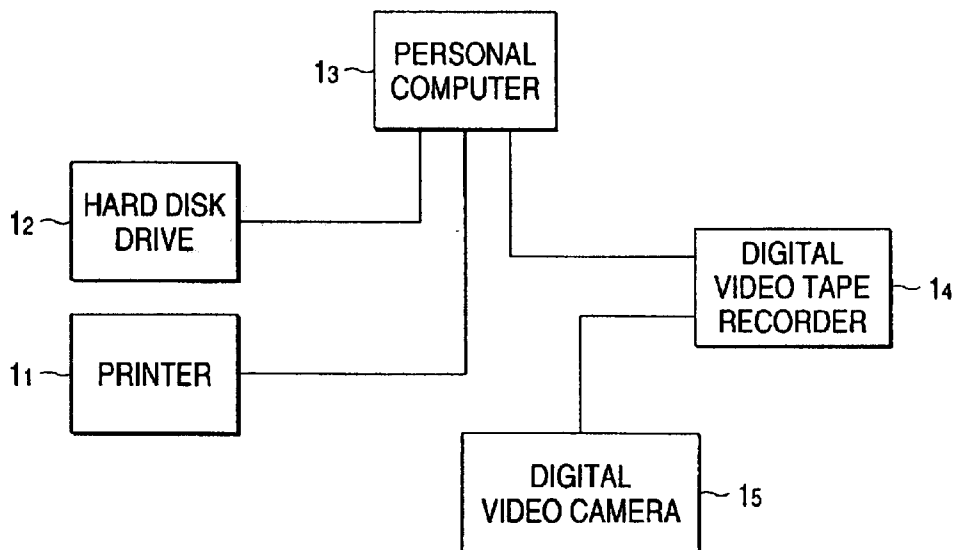 13
PERSONAL
COMPUTER
12
HARD DISK
DRIVE
DIGITAL
VIDEO TAPE
RECORDER
14
11
PRINTER
DIGITAL
VIDEO CAMERA
15